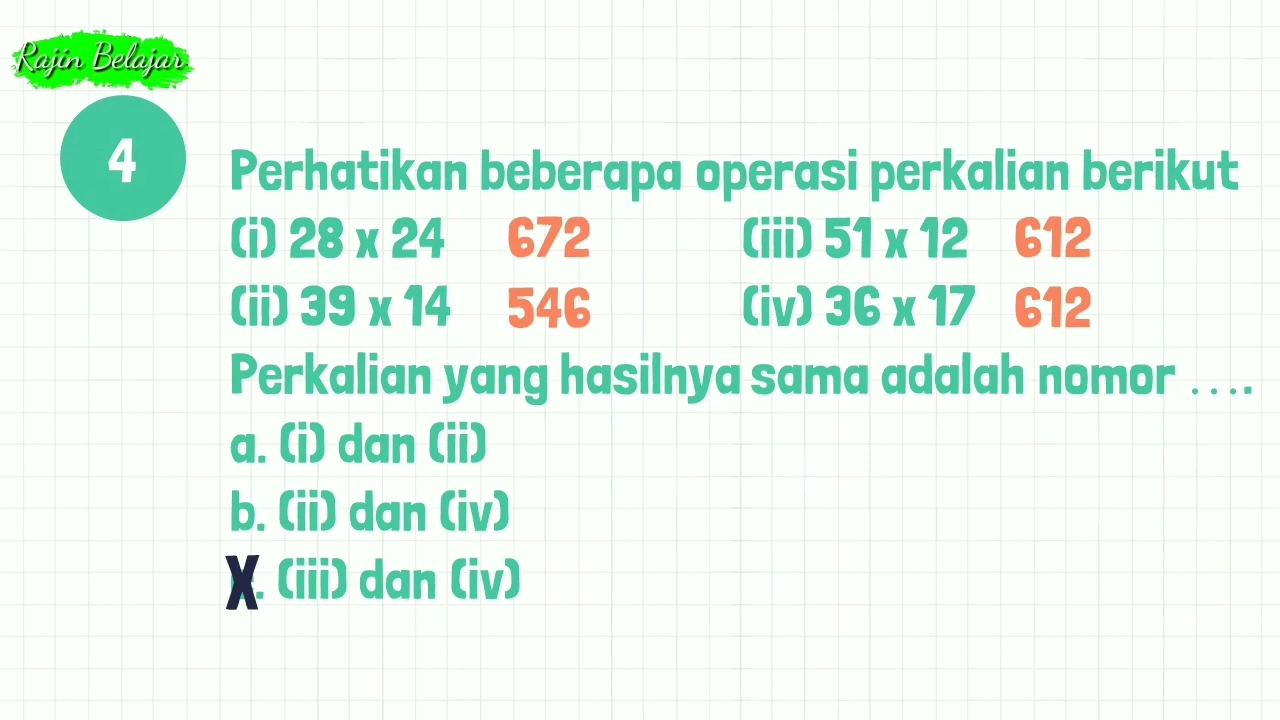 Rajin Belajar
4
Perhatikan beberapa operasi perkalian berikut
(i) 28 x 24 672 (iii) 51 x 12 612
(ii) 39 x 14 546 (iv) 36 x 17 612
Perkalian yang hasilnya sama adalah nomor ....
a. (i) dan (ii)
b. (ii) dan (iv)
X. (iii) dan (iv)